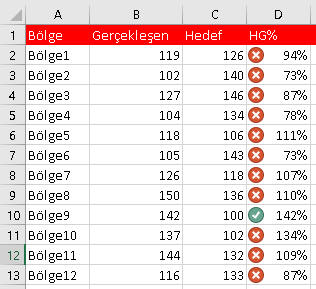 A B C D
1 Bölge Gerçekleşen Hedef HG%
2 Bölge1 119 126 94%
3 Bölge2 102 140 73%
4 Bölge3 127 146 87%
5 Bölge4 104 134 78%
6 Bölge5 118 106 111%
7 Bölge6 105 143 73%
8 Bölge7 126 118 107%
9 Bölge8 150 136 110%
10 Bölge9 142 100 142%
11 Bölge10 137 102 134%
12 Bölge11 144 132 109%
13 Bölge12 116 133 87%